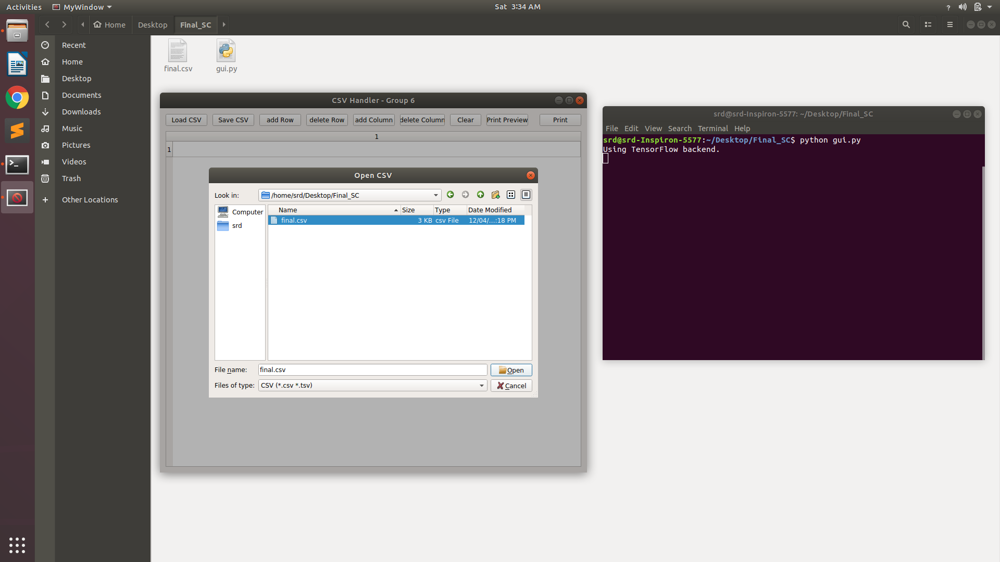 Activities MyWindow Sat 3:34 AM ?
Home Desktop Final_SC
Recent
Home
Desktop
Documents
Downloads
Music
Pictures
Videos
Trash
+ Other Locations
final.csv gui.py
CSV Handler - Group 6
Load CSV Save CSV add Row delete Row add Column delete Column Clear Print Preview Print
1
1
Open CSV
Look in: /home/srd/Desktop/Final_SC
Computer
srd
Name Size Type Date Modified
final.csv 3 KB csv File 12/04/...:18 PM
File name: final.csv Open
Files of type: CSV (*.csv *.tsv) Cancel
srd@srd-Inspiron-5577: ~/Desktop/Final_SC
File Edit View Search Terminal Help
srd@srd-Inspiron-5577:~/Desktop/Final_SC$ python gui.py
Using TensorFlow backend.